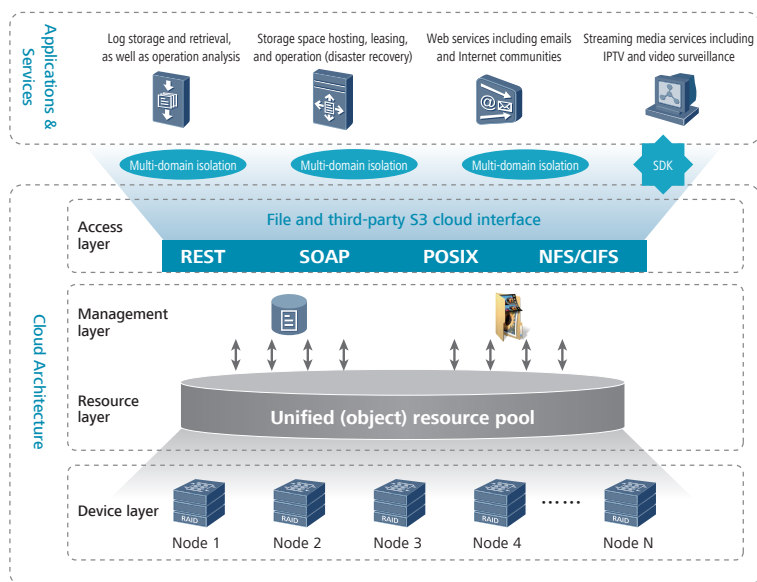 Applications &
Services
Log storage and retrieval,
as well as operation analysis
Storage space hosting, leasing,
and operation (disaster recovery)
Web services including emails
and Internet communities
Streaming media services including
IPTV and video surveillance
@
Multi-domain isolation
Multi-domain isolation
Multi-domain isolation
SDK
Cloud Architecture
Access
layer
File and third-party S3 cloud interface
REST
SOAP
POSIX
NFS/CIFS
Management
layer
Resource
layer
Unified (object) resource pool
Device layer
RAID
RAID
RAID
RAID
……
RAID
Node 1
Node 2
Node 3
Node 4
Node N